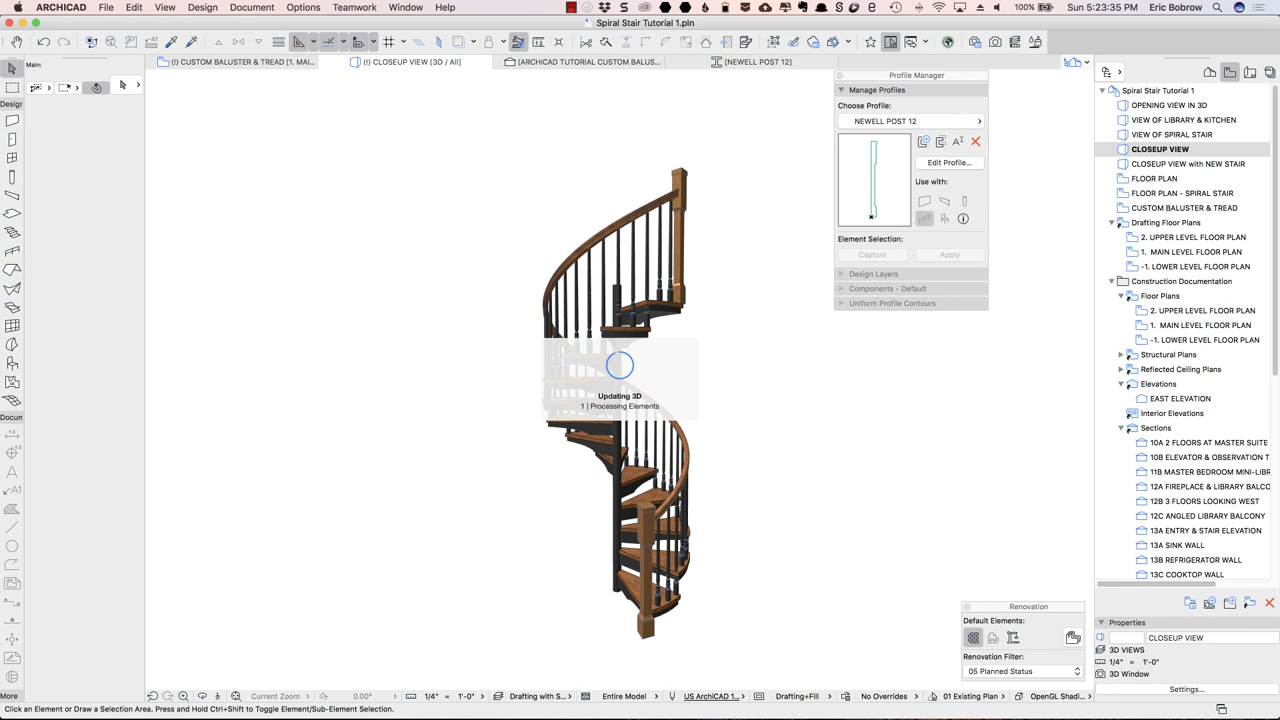 ARCHICAD File Edit View Design Document Options Teamwork Window Help 100% Sun 5:23:35 PM Eric Bobrow
Spiral Stair Tutorial 1.pln
Main:
(!) CUSTOM BALUSTER & TREAD [1. MAI...
(!) CLOSEUP VIEW [3D / All]
[ARCHICAD TUTORIAL CUSTOM BALUS...
[NEWELL POST 12]
Design
Docun
More
Profile Manager
Manage Profiles
Choose Profile:
NEWELL POST 12
Edit Profile...
Use with:
Element Selection:
Capture
Apply
Design Layers
Components - Default
Uniform Profile Contours
Updating 3D
1 | Processing Elements
Spiral Stair Tutorial 1
OPENING VIEW IN 3D
VIEW OF LIBRARY & KITCHEN
VIEW OF SPIRAL STAIR
CLOSEUP VIEW
CLOSEUP VIEW with NEW STAIR
FLOOR PLAN
FLOOR PLAN - SPIRAL STAIR
CUSTOM BALUSTER & TREAD
Drafting Floor Plans
2. UPPER LEVEL FLOOR PLAN
1. MAIN LEVEL FLOOR PLAN
-1. LOWER LEVEL FLOOR PLAN
Construction Documentation
Floor Plans
2. UPPER LEVEL FLOOR PLAN
1. MAIN LEVEL FLOOR PLAN
-1. LOWER LEVEL FLOOR PLAN
Structural Plans
Reflected Ceiling Plans
Elevations
EAST ELEVATION
Interior Elevations
Sections
10A 2 FLOORS AT MASTER SUITE
10B ELEVATOR & OBSERVATION T
11B MASTER BEDROOM MINI-LIBR
12A FIREPLACE & LIBRARY BALCO
12B 3 FLOORS LOOKING WEST
12C ANGLED LIBRARY BALCONY
13A ENTRY & STAIR ELEVATION
13A SINK WALL
13B REFRIGERATOR WALL
13C COOKTOP WALL
Renovation
Default Elements:
Renovation Filter:
05 Planned Status
Properties
CLOSEUP VIEW
3D VIEWS
1/4" = 1'-0"
3D Window
Settings...
Current Zoom 0.00° 1/4" = 1'-0" Drafting with S... Entire Model US ArchiCAD 1... Drafting+Fill No Overrides 01 Existing Plan OpenGL Shadi...
Click an Element or Draw a Selection Area. Press and Hold Ctrl+Shift to Toggle Element/Sub-Element Selection.